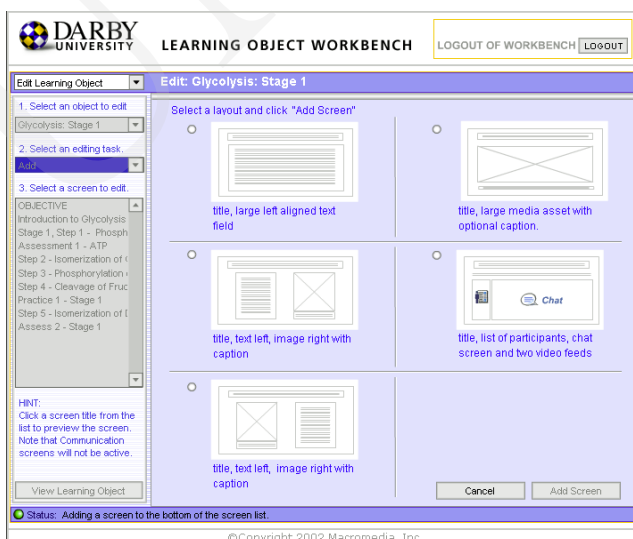 DARBY
UNIVERSITY
LEARNING OBJECT WORKBENCH
LOGOUT OF WORKBENCH LOGOUT
Edit Learning Object
Edit: Glycolysis: Stage 1
1. Select an object to edit
Glycolysis: Stage 1
2. Select an editing task.
Add
3. Select a screen to edit.
OBJECTIVE
Introduction to Glycolysis
Stage 1, Step 1 - Phosph
Assessment 1 - ATP
Step 2 - Isomerization of
Step 3 - Phosphorylation
Step 4 - Cleavage of Fruc
Practice 1 - Stage 1
Step 5 - Isomerization of
Assess 2 - Stage 1
HINT:
Click a screen title from the
list to preview the screen.
Note that Communication
screens will not be active.
View Learning Object
Select a layout and click "Add Screen"
title, large left aligned text
field
title, large media asset with
optional caption.
title, text left, image right with
caption
Chat
title, list of participants, chat
screen and two video feeds
title, text left, image right with
caption
Cancel
Add Screen
Status: Adding a screen to the bottom of the screen list.
©Copyright 2002 Macromedia, Inc.